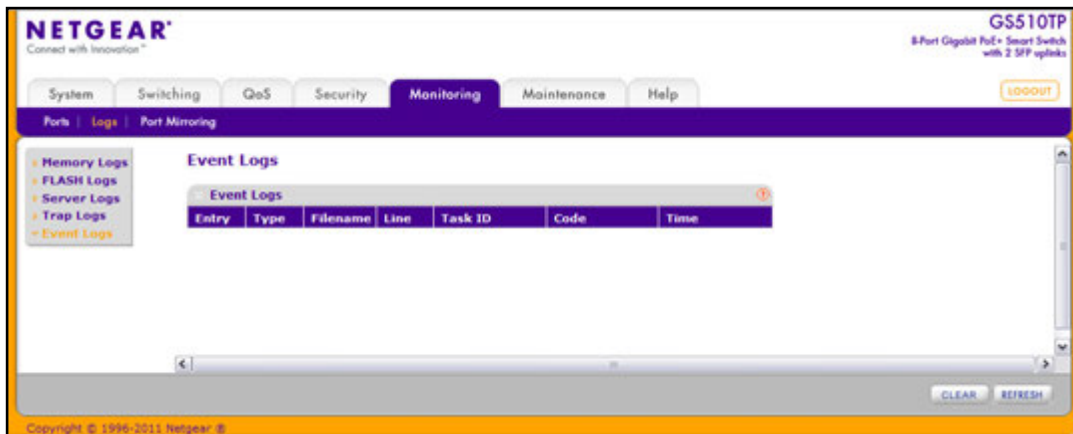 NETGEAR®
Connect with Innovation™
GS510TP
8-Port Gigabit PoE+ Smart Switch
with 2 SFP uplinks
System Switching QoS Security Monitoring Maintenance Help LOGOUT
Ports | Logs | Port Mirroring
Memory Logs
FLASH Logs
Server Logs
Trap Logs
Event Logs
Event Logs
Event Logs
Entry Type Filename Line Task ID Code Time
CLEAR REFRESH
Copyright © 1996-2011 Netgear ®